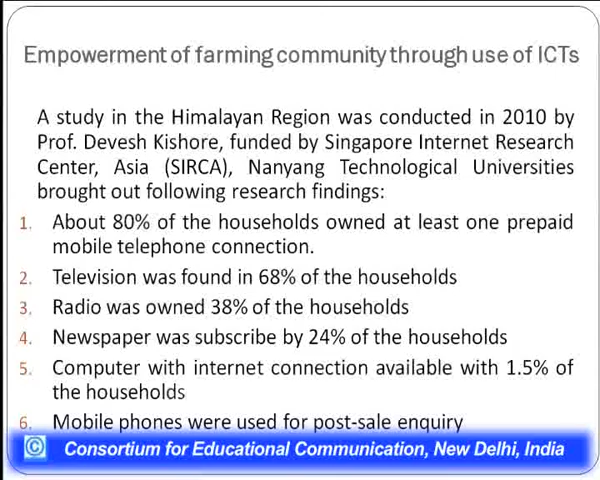 Empowerment of farming community through use of ICTs
A study in the Himalayan Region was conducted in 2010 by
Prof. Devesh Kishore, funded by Singapore Internet Research
Center, Asia (SIRCA), Nanyang Technological Universities
brought out following research findings:
1. About 80% of the households owned at least one prepaid
mobile telephone connection.
2. Television was found in 68% of the households
3. Radio was owned 38% of the households
4. Newspaper was subscribe by 24% of the households
5. Computer with internet connection available with 1.5% of
the households
6. Mobile phones were used for post-sale enquiry
© Consortium for Educational Communication, New Delhi, India